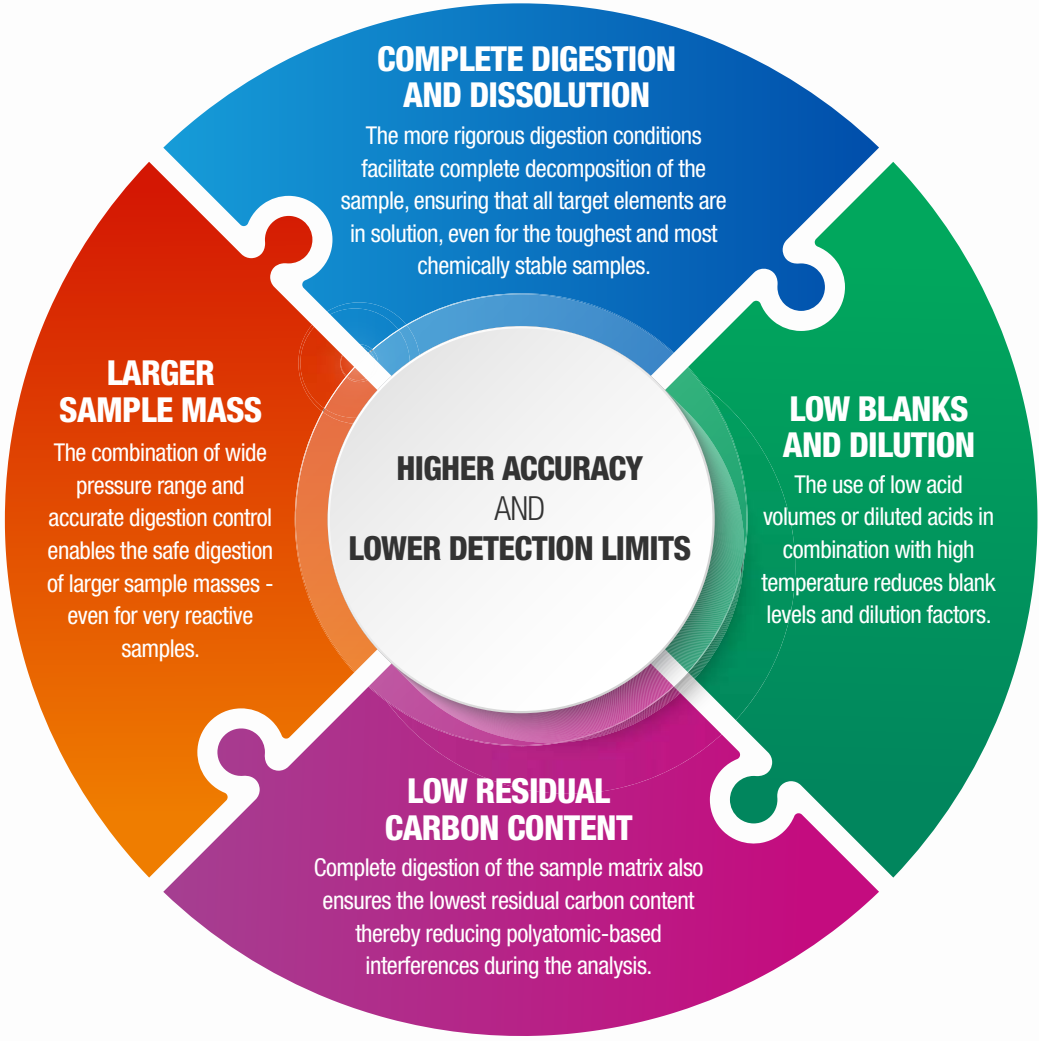 COMPLETE DIGESTION
AND DISSOLUTION
The more rigorous digestion conditions
facilitate complete decomposition of the
sample, ensuring that all target elements are
in solution, even for the toughest and most
chemically stable samples.
LARGER
SAMPLE MASS
The combination of wide
pressure range and
accurate digestion control
enables the safe digestion
of larger sample masses -
even for very reactive
samples.
HIGHER ACCURACY
AND
LOWER DETECTION LIMITS
LOW BLANKS
AND DILUTION
The use of low acid
volumes or diluted acids in
combination with high
temperature reduces blank
levels and dilution factors.
LOW RESIDUAL
CARBON CONTENT
Complete digestion of the sample matrix also
ensures the lowest residual carbon content
thereby reducing polyatomic-based
interferences during the analysis.